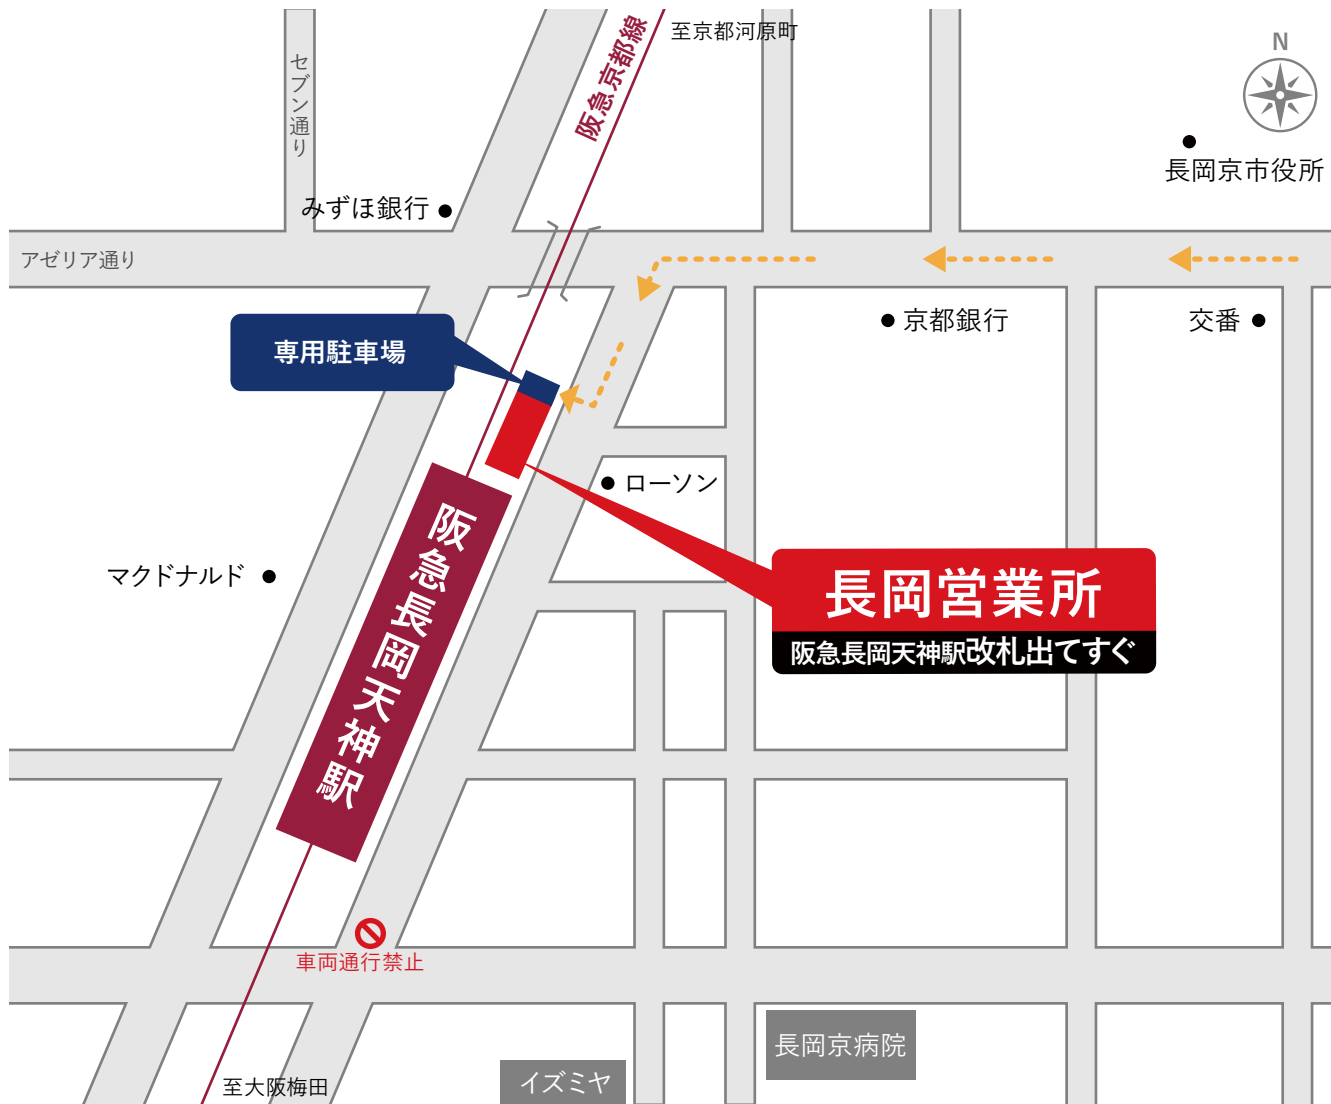 至京都河原町
阪急京都線
N
セブン通り
長岡京市役所
みずほ銀行
アゼリア通り
京都銀行
交番
専用駐車場
ローソン
阪急長岡天神駅
マクドナルド
長岡営業所
阪急長岡天神駅改札出てすぐ
車両通行禁止
長岡京病院
イズミヤ
至大阪梅田